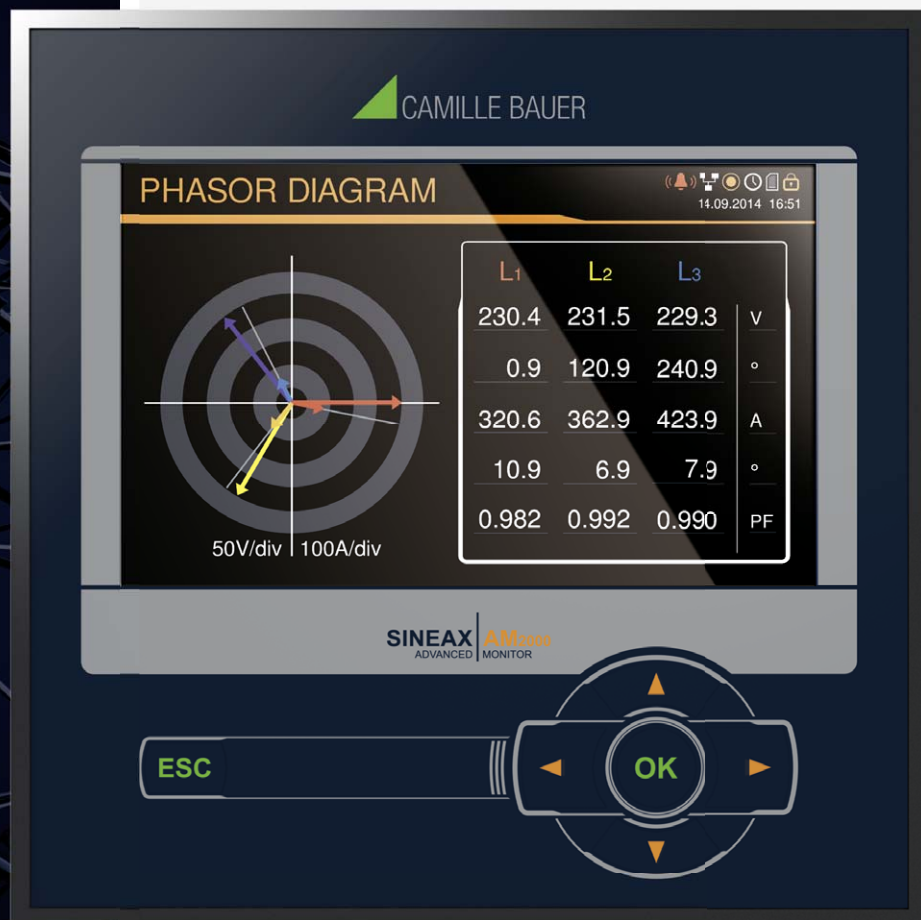 CAMILLE BAUER
PHASOR DIAGRAM
14.09.2014 16:51
L1 L2 L3
230.4 231.5 229.3 V
0.9 120.9 240.9 °
320.6 362.9 423.9 A
10.9 6.9 7.9 °
0.982 0.992 0.990 PF
50V/div 100A/div
SINEAX AM
ADVANCED MONITOR
ESC
OK